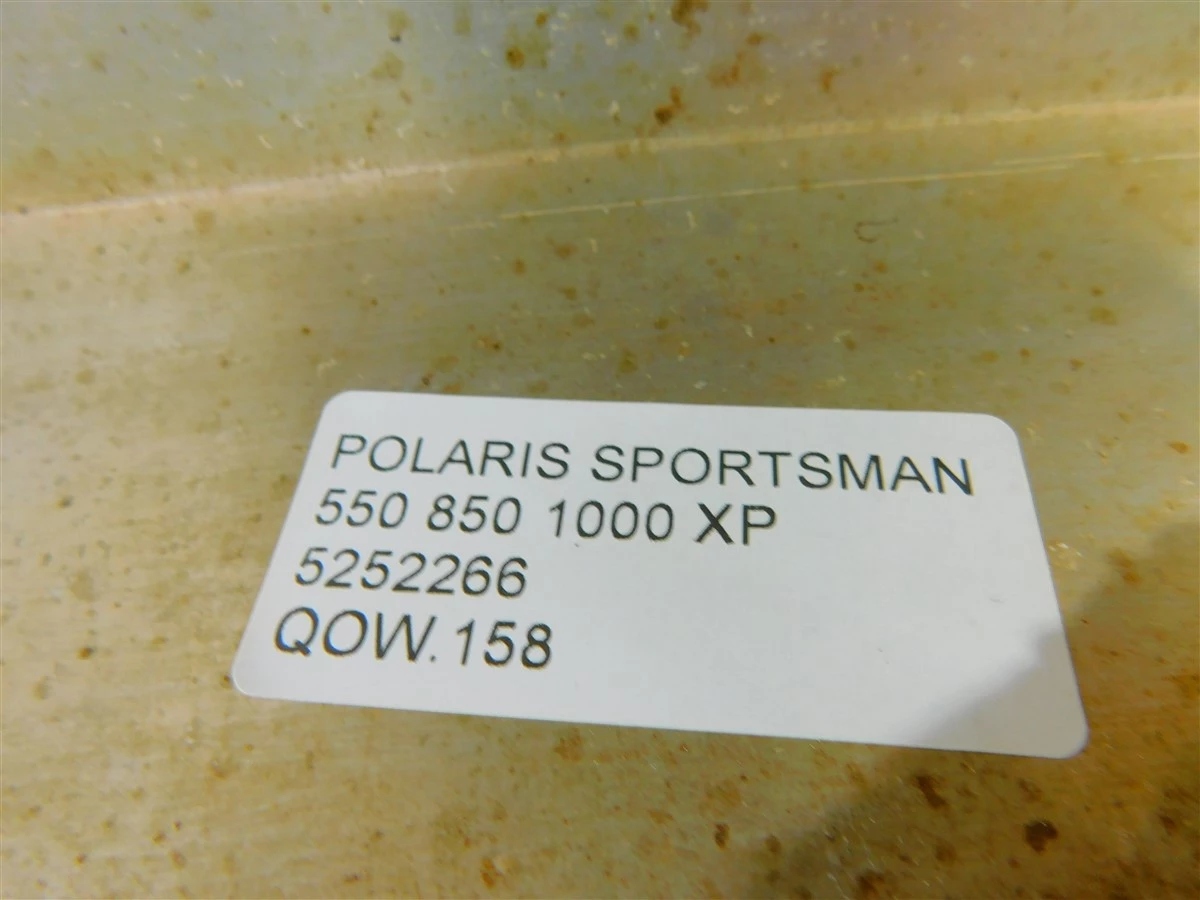 POLARIS SPORTSMAN
550 850 1000 XP
5252266
QOW.158